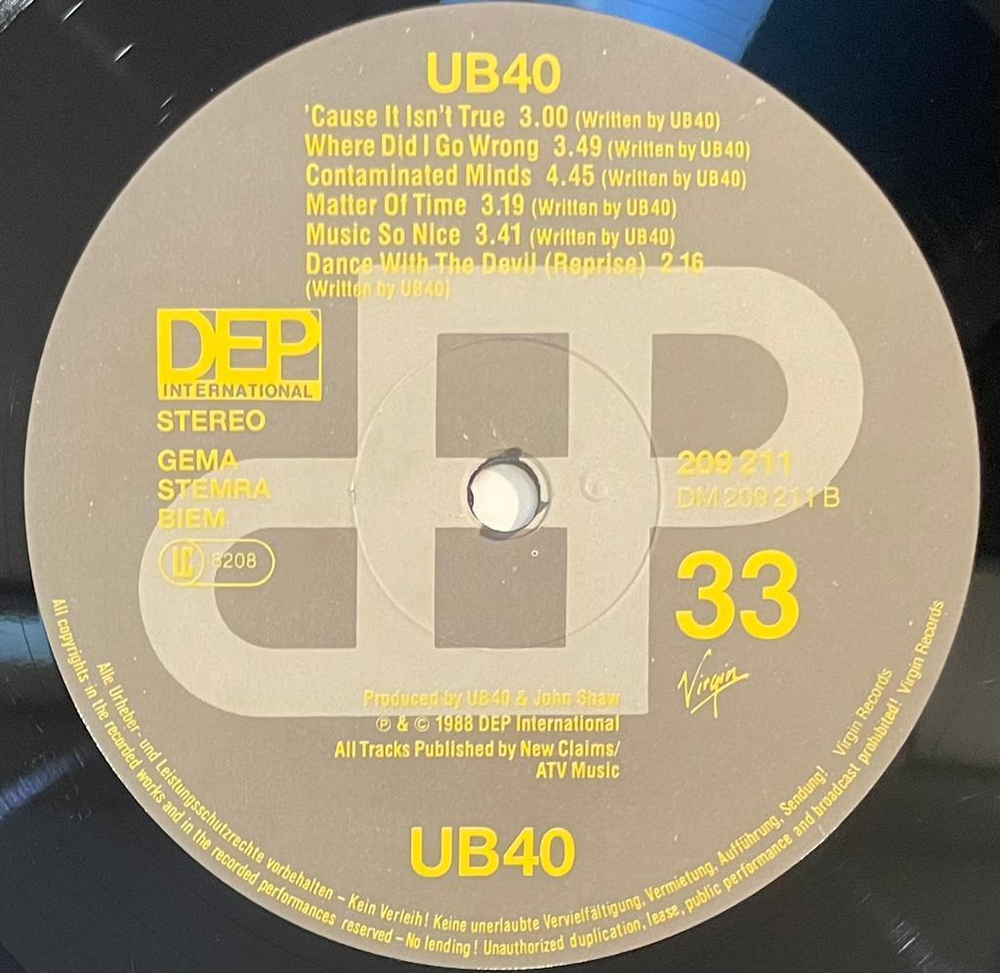 UB40
'Cause It Isn't True 3.00 (Written by UB40)
Where Did I Go Wrong 3.49 (Written by UB40)
Contaminated Minds 4.45 (Written by UB40)
Matter Of Time 3.19 (Written by UB40)
Music So Nice 3.41 (Written by UB40)
Dance With The Devil (Reprise) 2 16
(Written by UB40)
DEP
INTERNATIONAL
STEREO
GEMA
STEMRA
BIEM
LC 8208
209 211
DM 209 211 B
33
Virgin
Produced by UB40 & John Shaw
℗ & © 1988 DEP International
All Tracks Published by New Claims/
ATV Music
UB40
Alle Urheber- und Leistungsschutzrechte vorbehalten – Kein Verleih! Keine unerlaubte Vervielfältigung, Vermietung, Aufführung, Sendung! Virgin Records
All copyrights in the recorded works and in the recorded performances reserved – No lending! Unauthorized duplication, lease, public performance and broadcast prohibited! Virgin Records